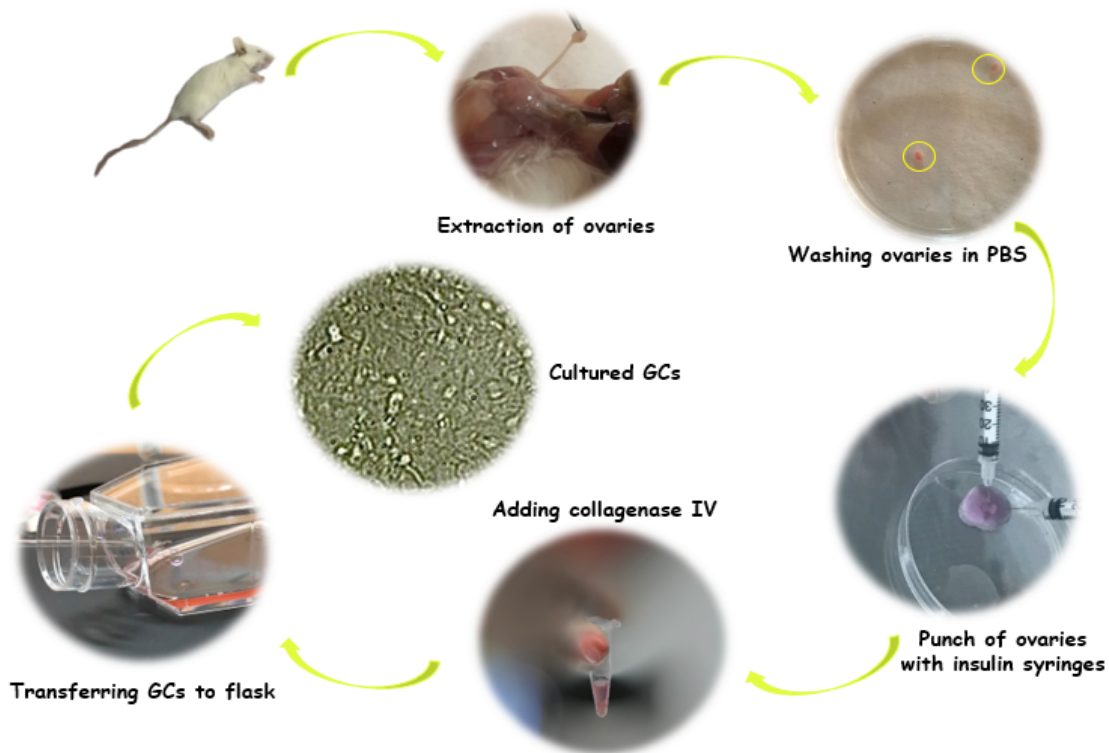 Extraction of ovaries
Washing ovaries in PBS
Punch of ovaries
with insulin syringes
Adding collagenase IV
Transferring GCs to flask
Cultured GCs